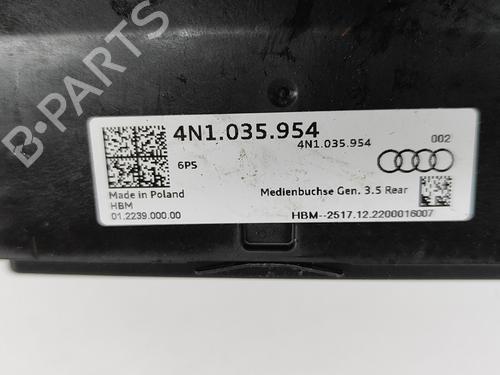 4N1.035.954
4N1.035.954
002
6PS
Made in Poland
HBM
01.2239.000.00
Medienbuchse Gen. 3.5 Rear
HBM--2517.12.2200016007
B-PARTS